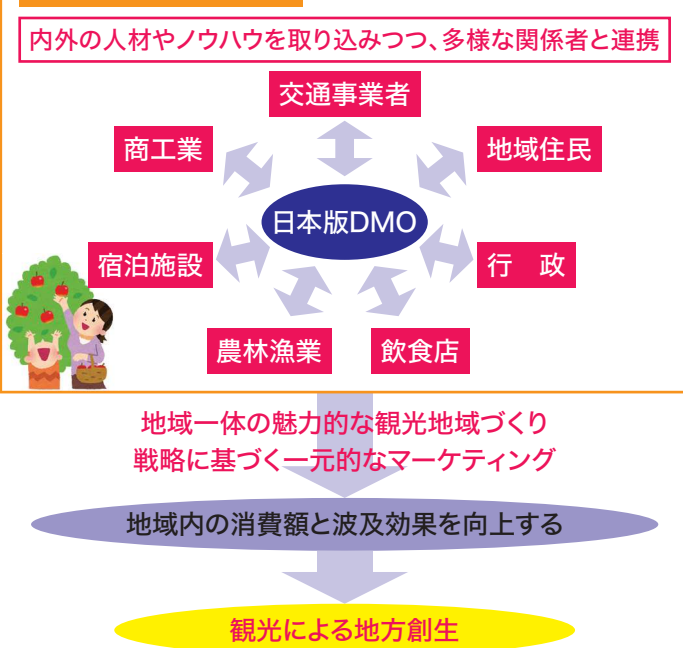 内外の人材やノウハウを取り込みつつ、多様な関係者と連携
交通事業者
商工業
地域住民
日本版DMO
宿泊施設
行　政
農林漁業
飲食店
地域一体の魅力的な観光地域づくり
戦略に基づく一元的なマーケティング
地域内の消費額と波及効果を向上する
観光による地方創生